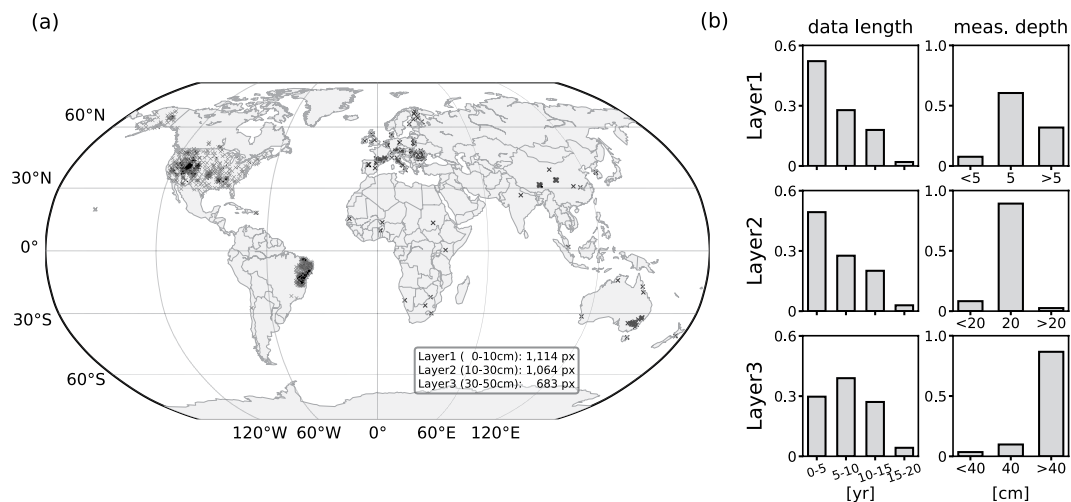 (a)
60°N
30°N
0°
30°S
60°S
120°W 60°W 0° 60°E 120°E
Layer1 ( 0-10cm): 1,114 px
Layer2 (10-30cm): 1,064 px
Layer3 (30-50cm): 683 px
(b)
data length
meas. depth
Layer1
0.6
0.3
0
1.0
0.5
0
<5 5 >5
Layer2
0.6
0.3
0
1.0
0.5
0
<20 20 >20
Layer3
0.6
0.3
0
0-5 5-10 10-15 15-20
[yr]
1.0
0.5
0
<40 40 >40
[cm]